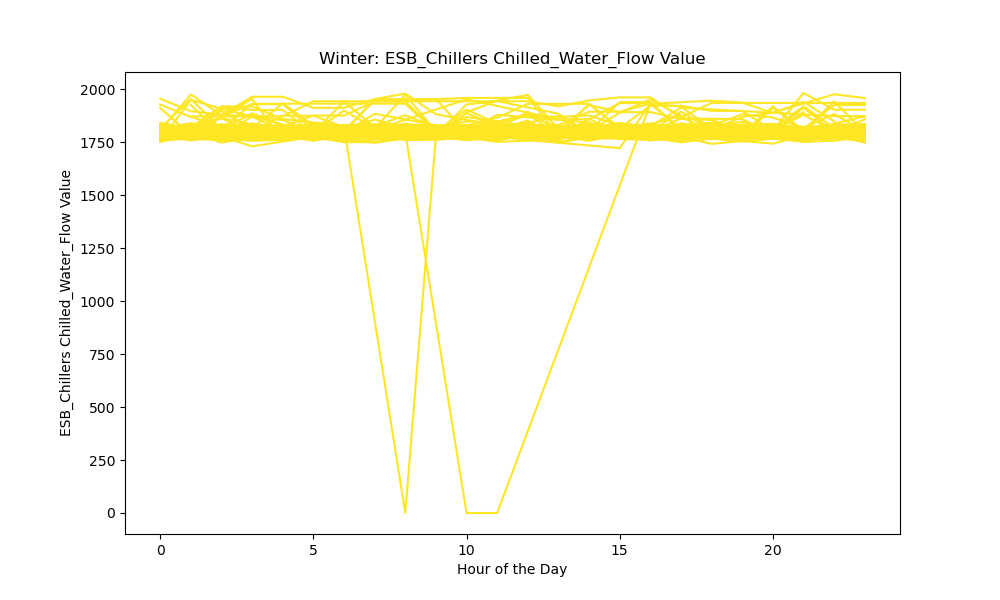 Winter: ESB_Chillers Chilled_Water_Flow Value
2000
1750
1500
1250
1000
750
500
250
0
ESB_Chillers Chilled_Water_Flow Value
0 5 10 15 20
Hour of the Day